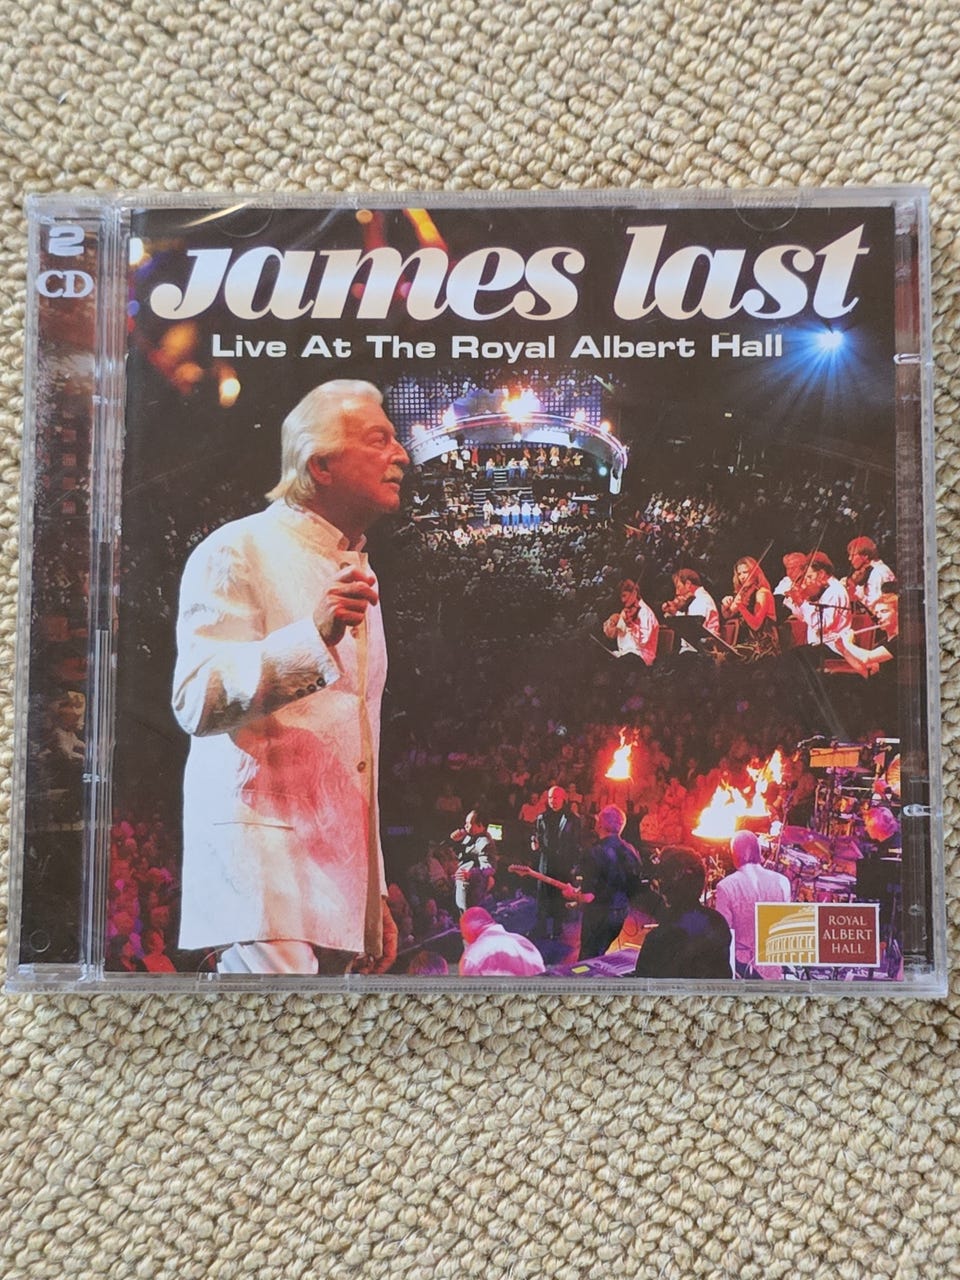 2
CD
James last
Live At The Royal Albert Hall
ROYAL
ALBERT
HALL